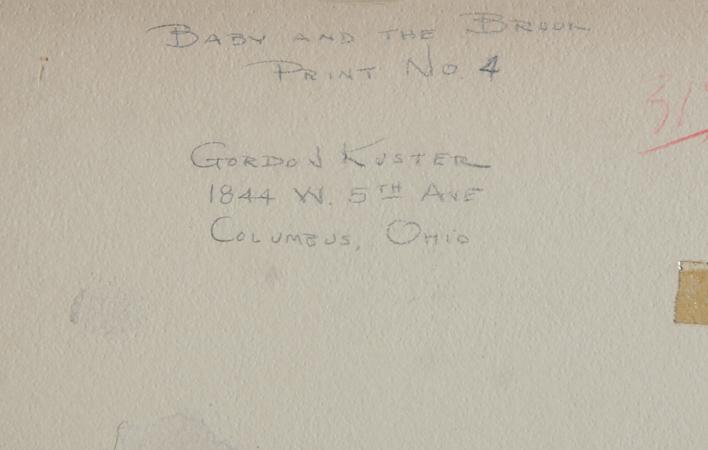 BABY AND THE BROOK
PRINT NO. 4
GORDON KUSTER
1844 W. 5TH AVE
COLUMBUS, OHIO